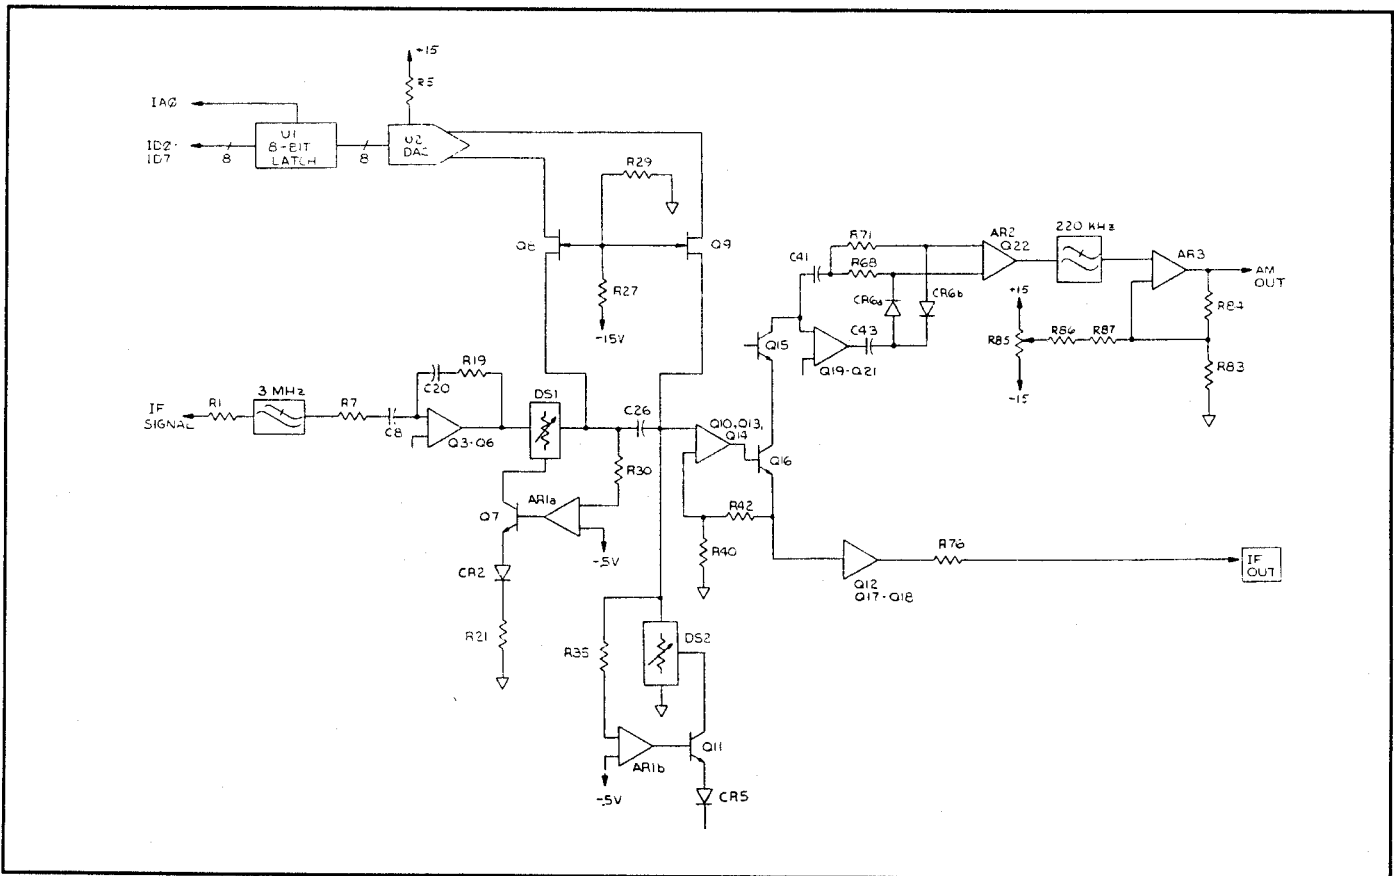 +15
R5
IAØ
U1
8-BIT
LATCH
U2
DAC
ID2-
ID7
8
8
R29
Q8
Q9
R27
-15V
R71
AR2
Q22
220 KHz
C41
R68
AR3
AM
OUT
CR6a
CR6b
+15
R84
Q15
C43
R85
R86
R87
Q19-Q21
R83
-15
R19
C20
3 MHz
DS1
IF
SIGNAL
R1
R7
C8
Q3-Q6
C26
Q10,Q13,
Q14
Q16
R30
AR1a
Q7
R42
-.5V
R40
R76
IF
OUT
CR2
Q12
Q17-Q18
R21
R35
DS2
Q11
AR1b
-.5V
CR5